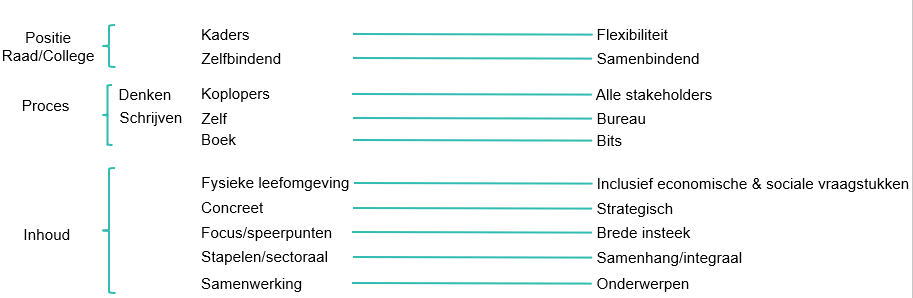 Positie
Raad/College
Kaders Flexibiliteit
Zelfbindend Samenbindend
Proces
Denken Koplopers Alle stakeholders
Schrijven Zelf Bureau
Boek Bits
Inhoud
Fysieke leefomgeving Inclusief economische & sociale vraagstukken
Concreet Strategisch
Focus/speerpunten Brede insteek
Stapelen/sectoraal Samenhang/integraal
Samenwerking Onderwerpen